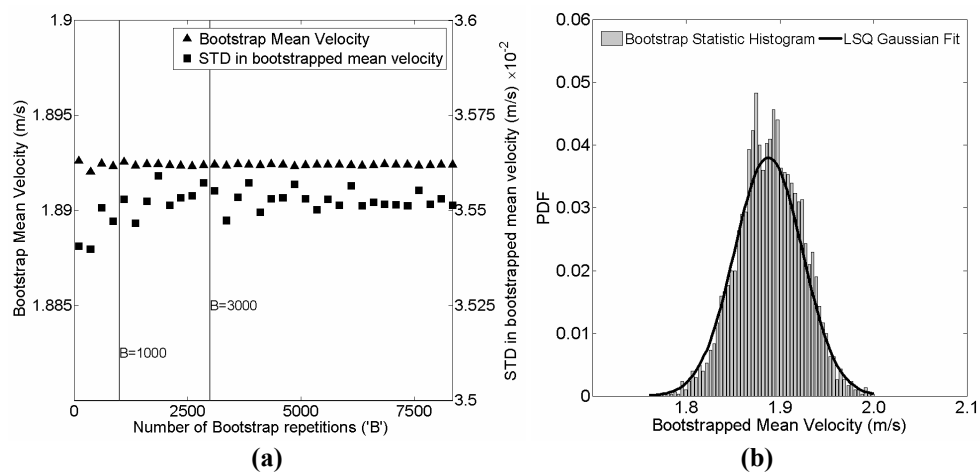 1.9
1.895
1.89
1.885
Bootstrap Mean Velocity (m/s)
▲ Bootstrap Mean Velocity
■ STD in bootstrapped mean velocity
B=1000
B=3000
3.6
3.575
3.55
3.525
3.5
STD in bootstrapped mean velocity (m/s) ×10⁻²
0 2500 5000 7500
Number of Bootstrap repetitions ('B')
(a)
0.06
0.05
0.04
0.03
0.02
0.01
0
PDF
Bootstrap Statistic Histogram LSQ Gaussian Fit
1.8 1.9 2.0 2.1
Bootstrapped Mean Velocity (m/s)
(b)